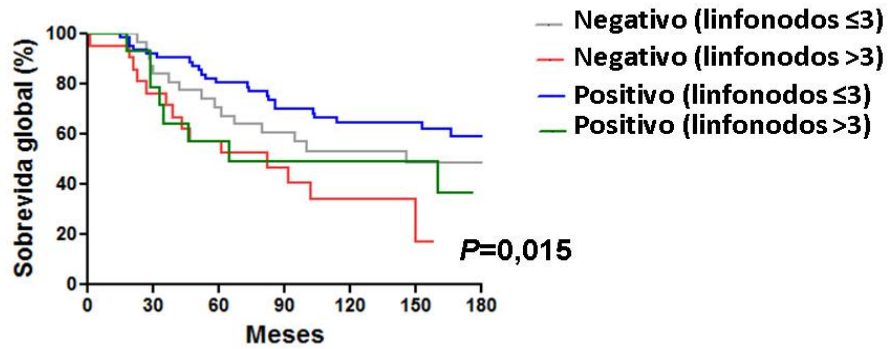 Negativo (linfonodos ≤3)
Negativo (linfonodos >3)
Positivo (linfonodos ≤3)
Positivo (linfonodos >3)
Sobrevida global (%)
100
80
60
40
20
0
P=0,015
0 30 60 90 120 150 180
Meses